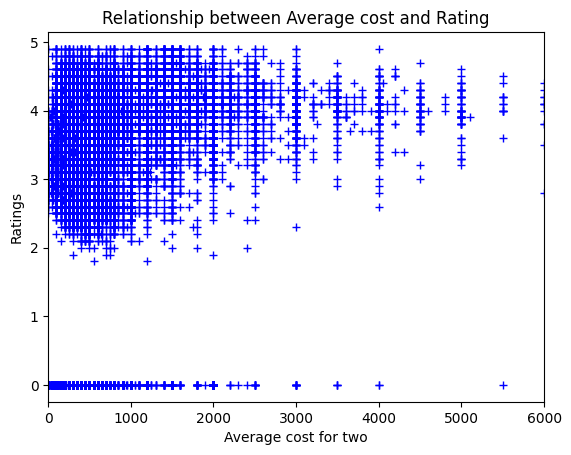 Relationship between Average cost and Rating
5
4
3
2
1
0
Ratings
0 1000 2000 3000 4000 5000 6000
Average cost for two